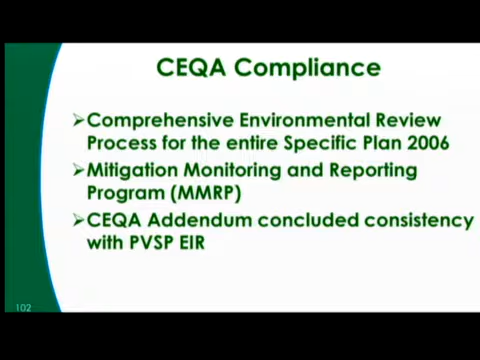 CEQA Compliance
➢Comprehensive Environmental Review
Process for the entire Specific Plan 2006
➢Mitigation Monitoring and Reporting
Program (MMRP)
➢CEQA Addendum concluded consistency
with PVSP EIR
102